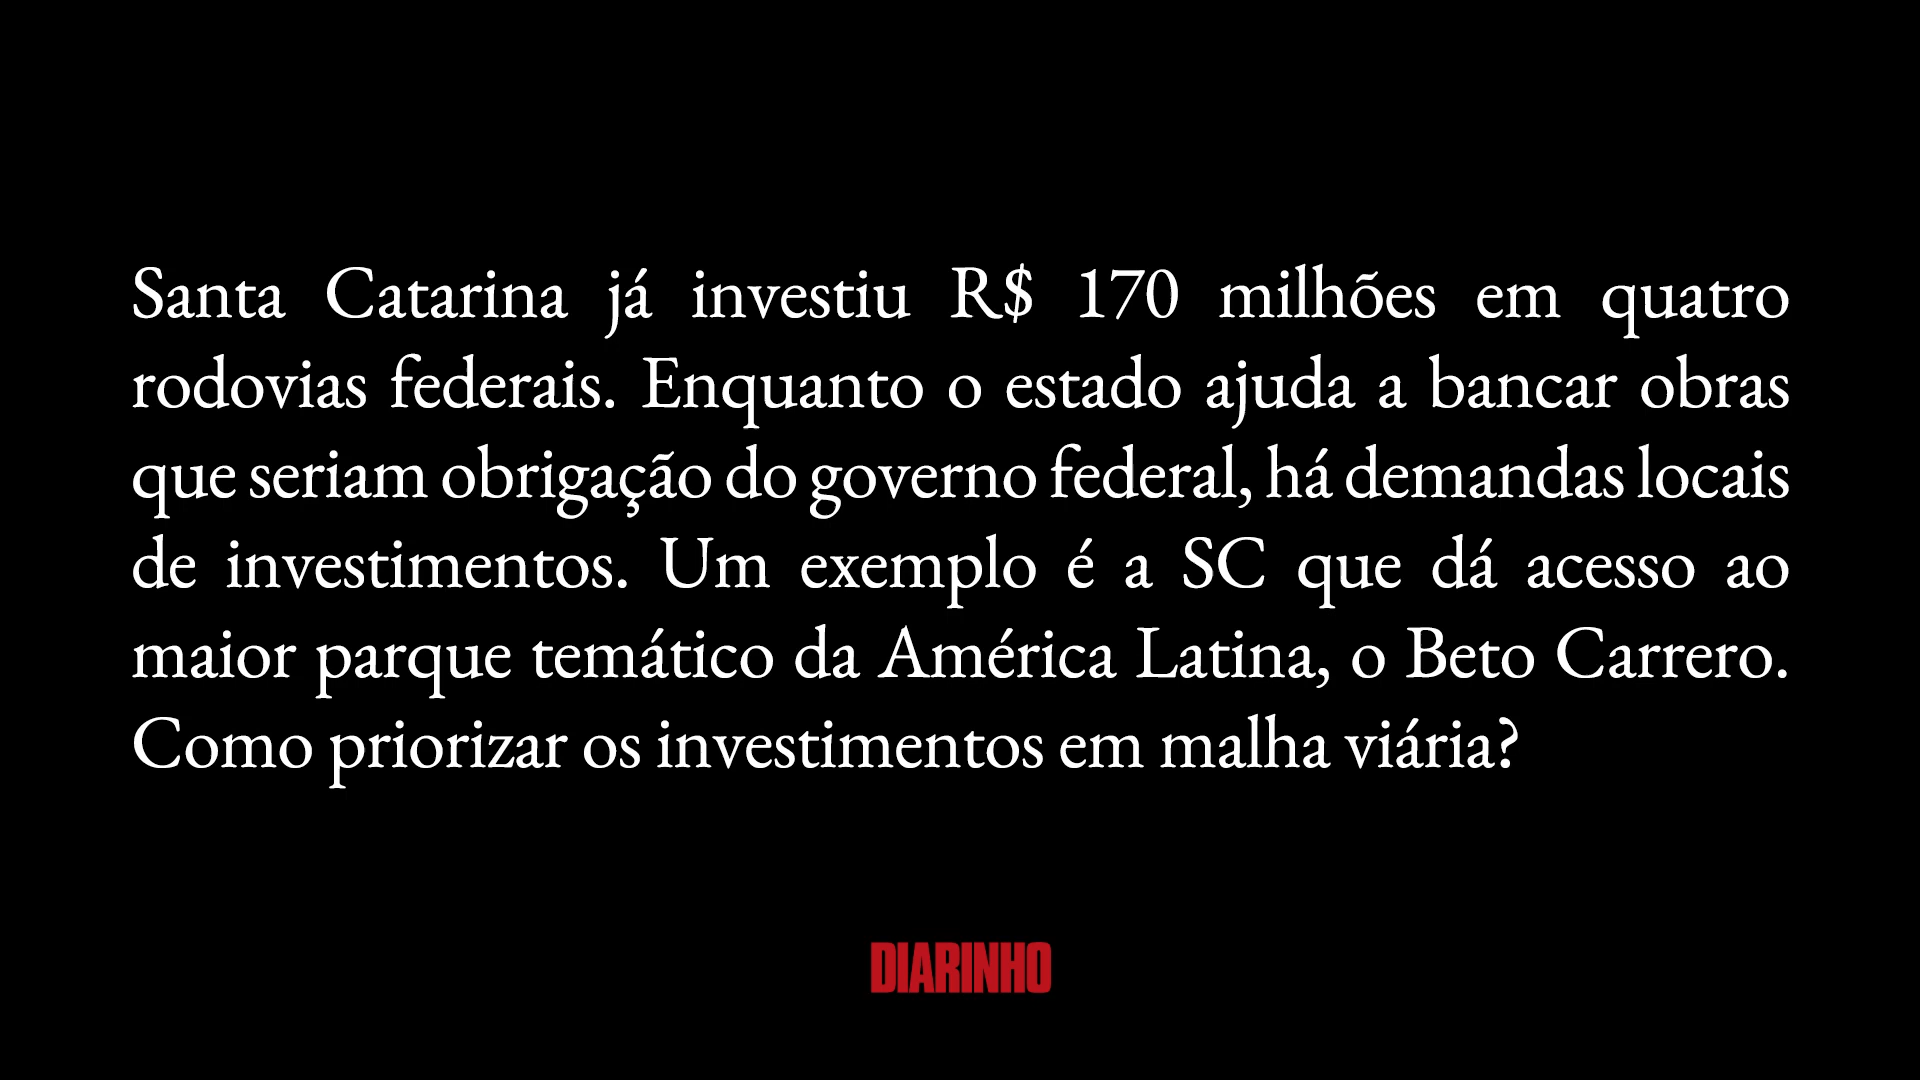 Santa Catarina já investiu R$ 170 milhões em quatro
rodovias federais. Enquanto o estado ajuda a bancar obras
que seriam obrigação do governo federal, há demandas locais
de investimentos. Um exemplo é a SC que dá acesso ao
maior parque temático da América Latina, o Beto Carrero.
Como priorizar os investimentos em malha viária?
DIARINHO